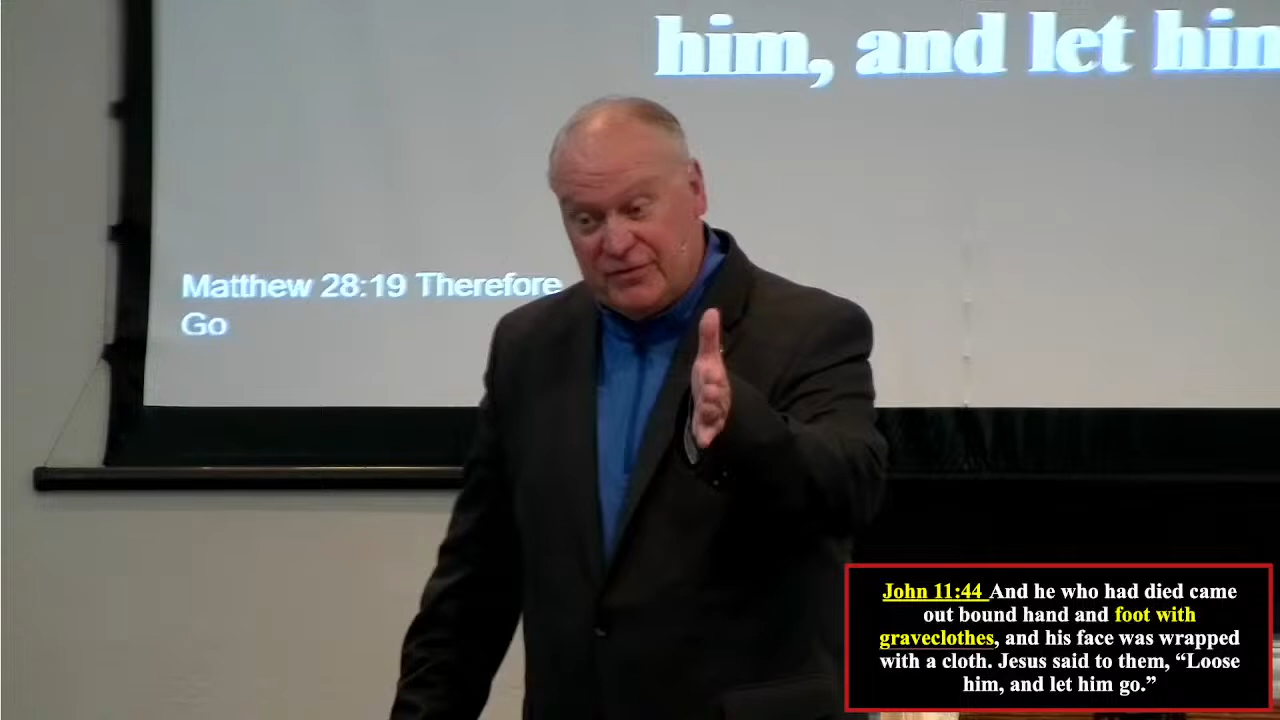 him, and let him
Matthew 28:19 Therefore
Go
John 11:44 And he who had died came
out bound hand and foot with
graveclothes, and his face was wrapped
with a cloth. Jesus said to them, “Loose
him, and let him go.”